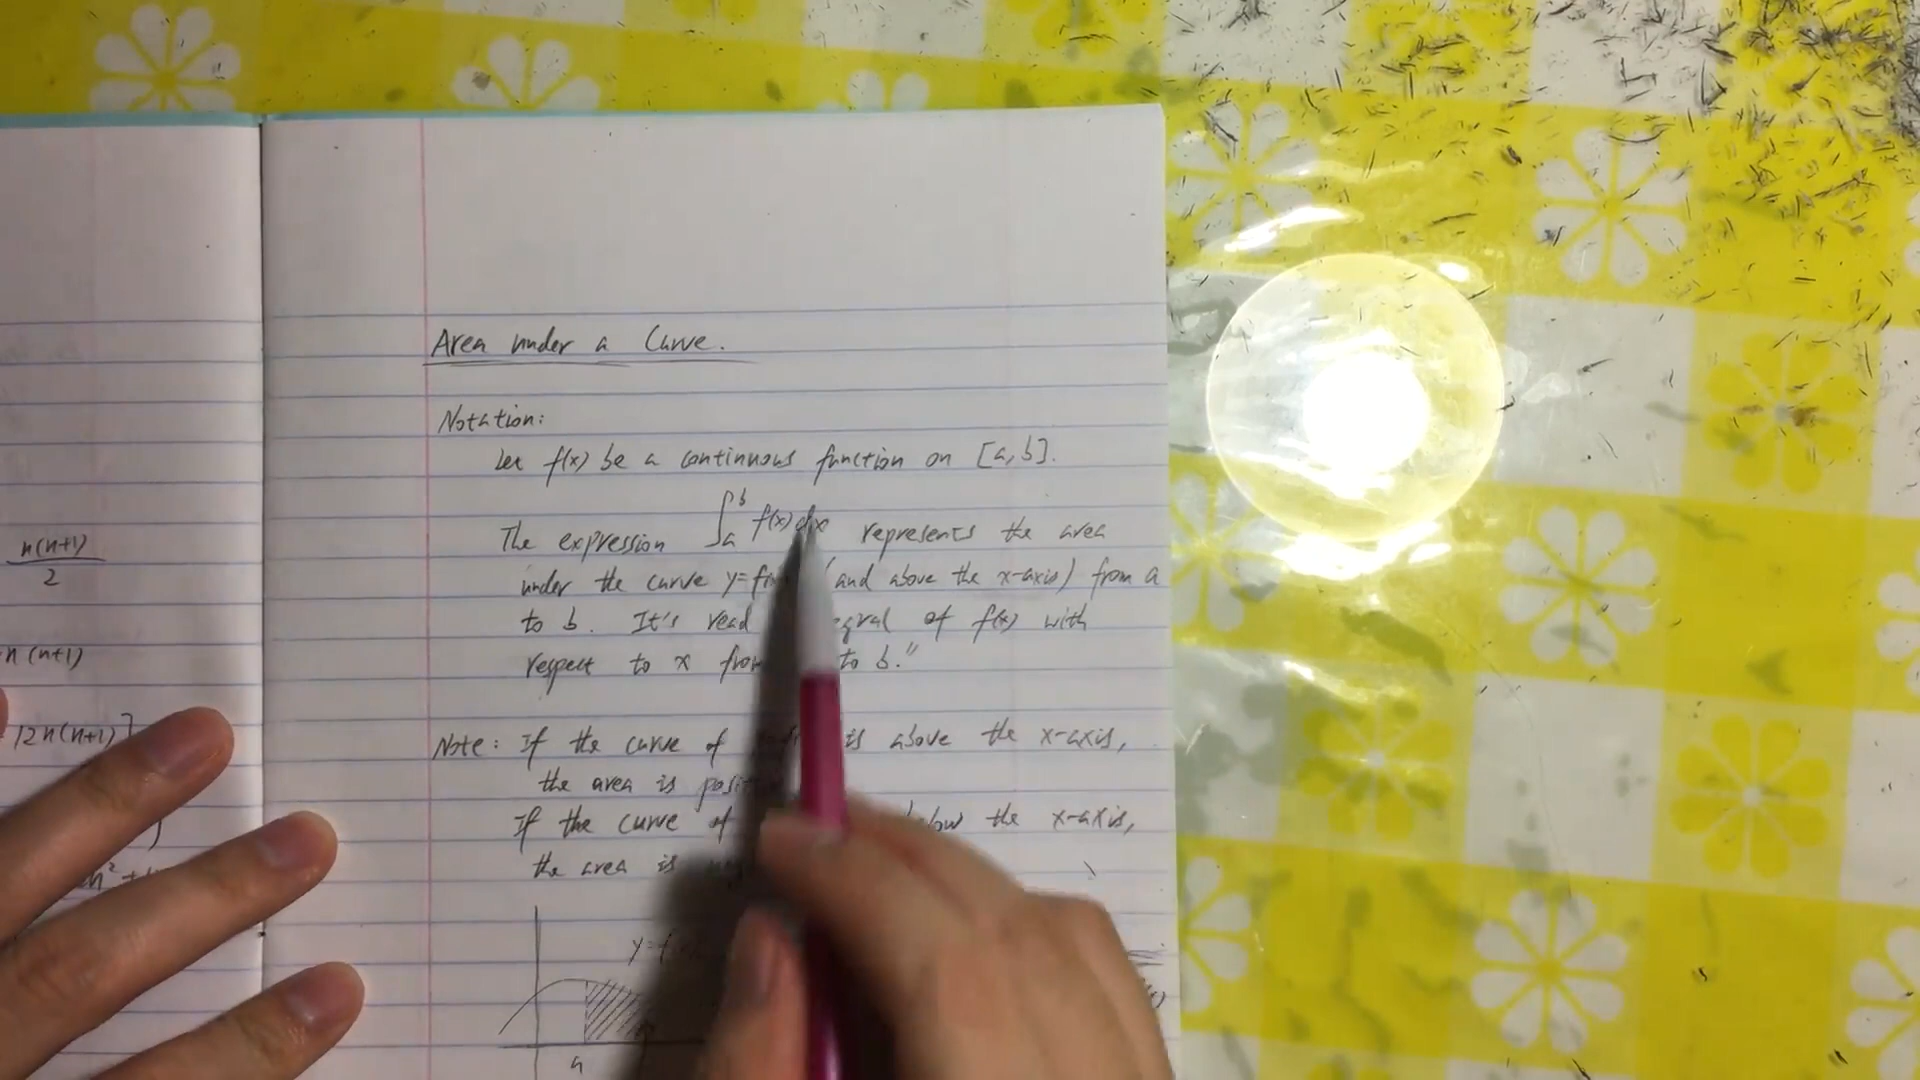 n(n+1)
2
n(n+1)
12n(n+1)]
Area under a Curve.
Notation:
Let f(x) be a continuous function on [a, b].
The expression ∫_a^b f(x)dx represents the area
under the curve y= (and above the x-axis) from a
to b. It's read of f(x) with
respect to x to b."
Note: If the curve of is above the x-axis,
the area is
If the curve of the x-axis,
the area is
a